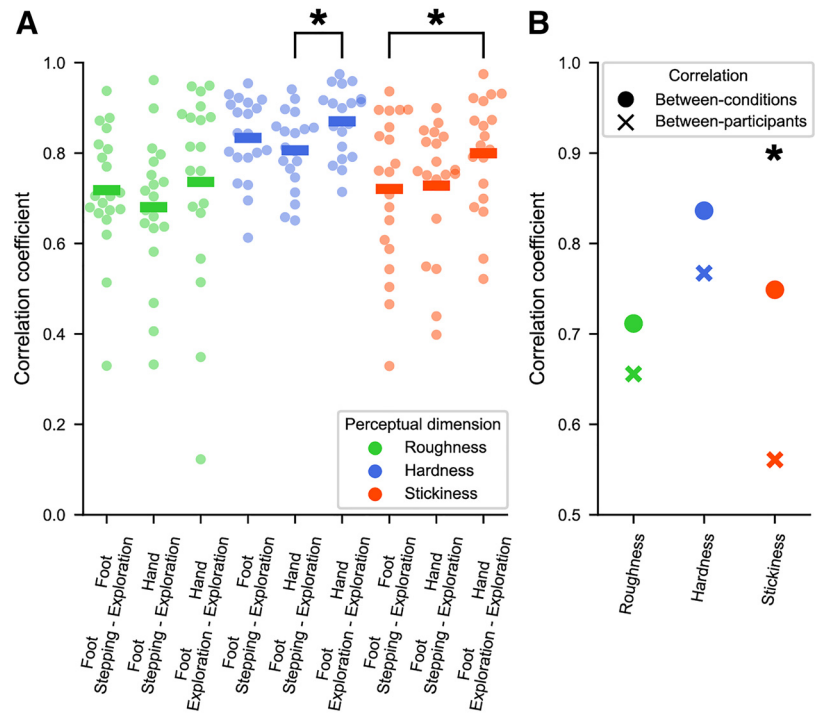 A
B
*
*
1.0
0.8
0.6
0.4
0.2
0.0
Correlation coefficient
Perceptual dimension
Roughness
Hardness
Stickiness
Foot
Foot
Stepping - Exploration
Hand
Foot
Stepping - Exploration
Hand
Foot
Exploration - Exploration
Foot
Foot
Stepping - Exploration
Hand
Foot
Stepping - Exploration
Hand
Foot
Exploration - Exploration
Foot
Foot
Stepping - Exploration
Hand
Foot
Stepping - Exploration
Hand
Foot
Exploration - Exploration
Correlation
Between-conditions
Between-participants
*
1.0
0.9
0.8
0.7
0.6
0.5
Correlation coefficient
Roughness
Hardness
Stickiness